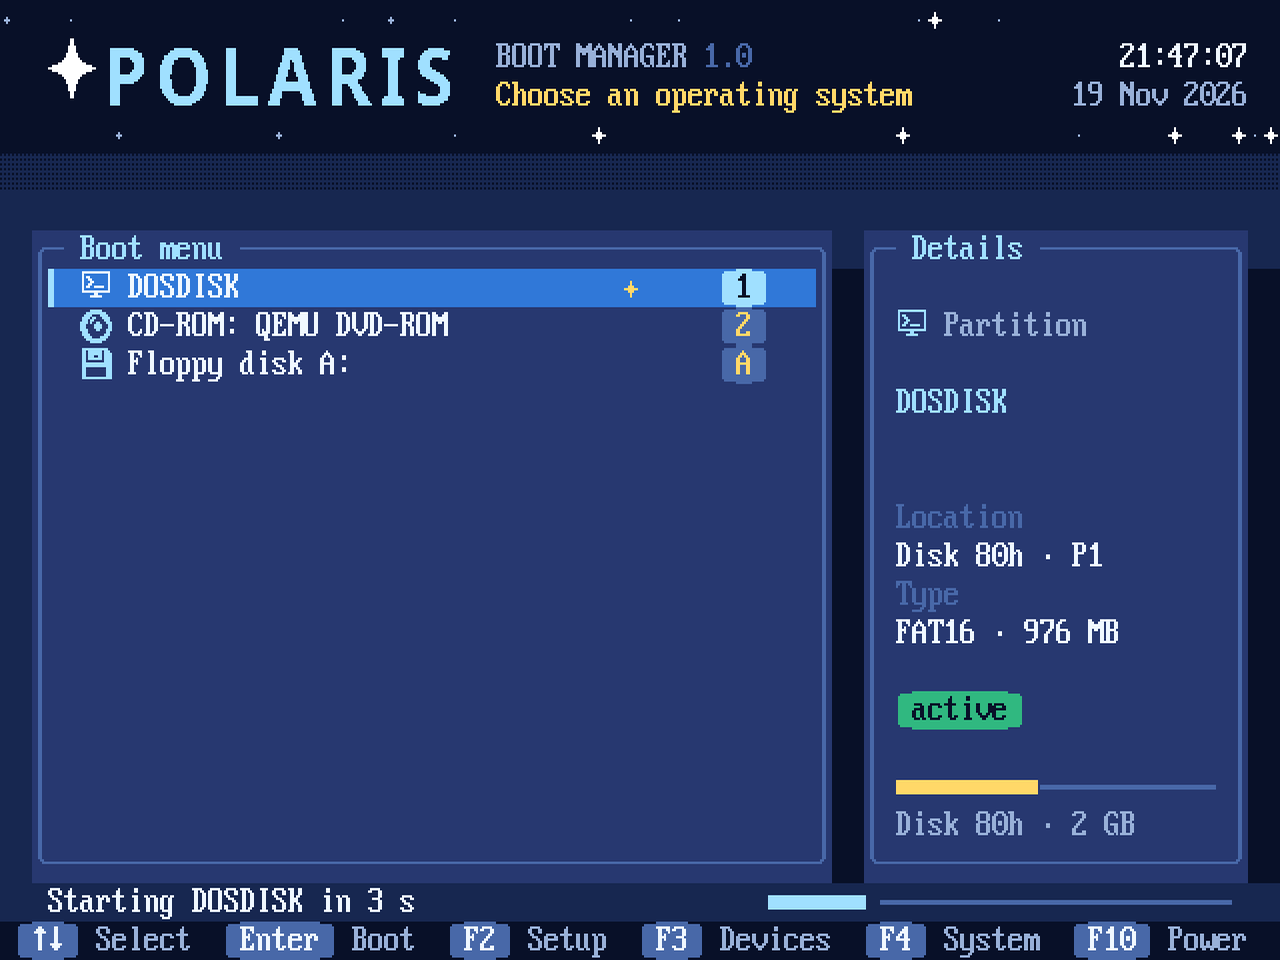 POLARIS
BOOT MANAGER 1.0
Choose an operating system
21:47:07
19 Nov 2026
Boot menu
DOSDISK 1
CD-ROM: QEMU DVD-ROM 2
Floppy disk A: A
Details
Partition
DOSDISK
Location
Disk 80h · P1
Type
FAT16 · 976 MB
active
Disk 80h · 2 GB
Starting DOSDISK in 3 s
↑↓ Select Enter Boot F2 Setup F3 Devices F4 System F10 Power